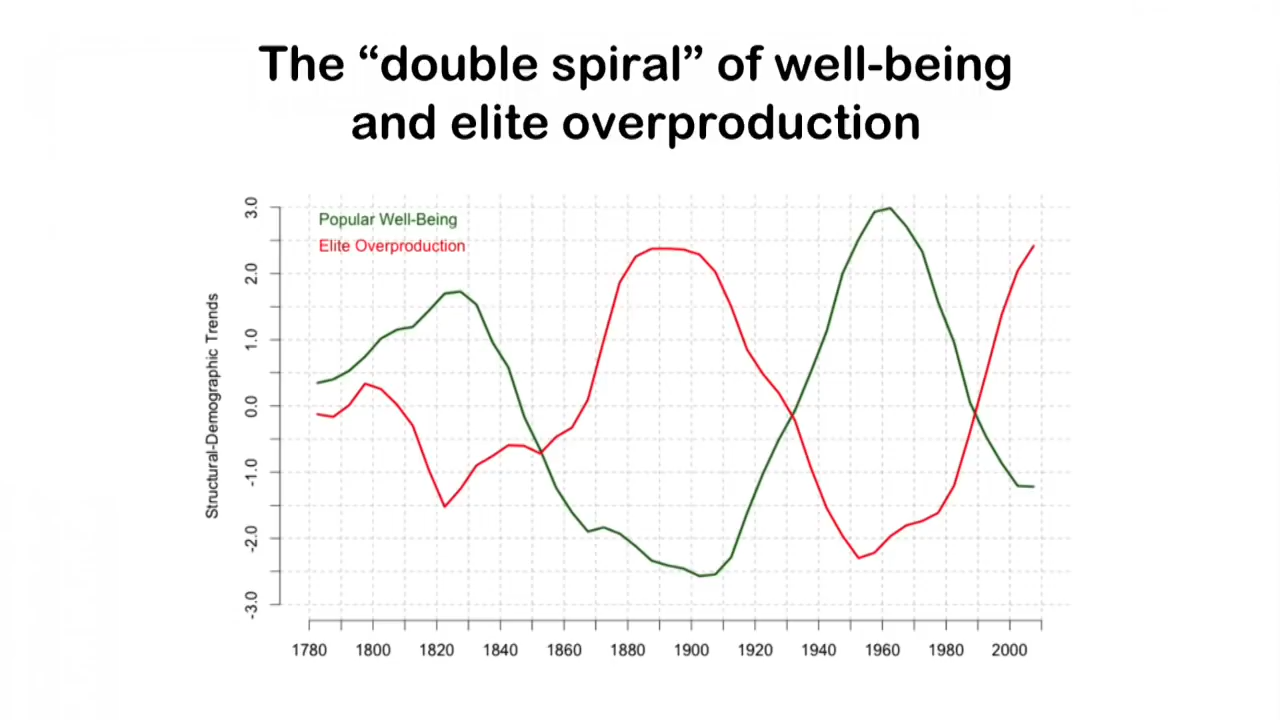 The “double spiral” of well-being
and elite overproduction
Popular Well-Being
Elite Overproduction
Structural-Demographic Trends
3.0
2.0
1.0
0.0
-1.0
-2.0
-3.0
1780 1800 1820 1840 1860 1880 1900 1920 1940 1960 1980 2000